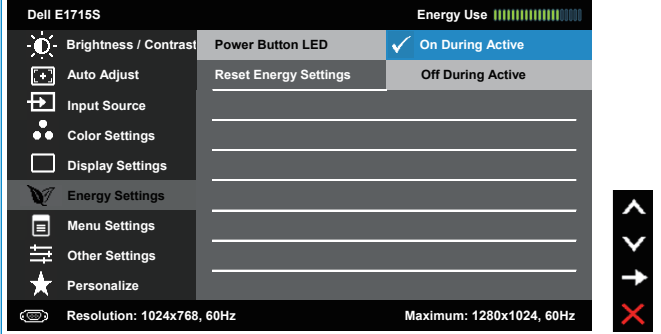 Dell E1715S Energy Use
Brightness / Contrast Power Button LED On During Active
Auto Adjust Reset Energy Settings Off During Active
Input Source
Color Settings
Display Settings
Energy Settings
Menu Settings
Other Settings
Personalize
Resolution: 1024x768, 60Hz Maximum: 1280x1024, 60Hz